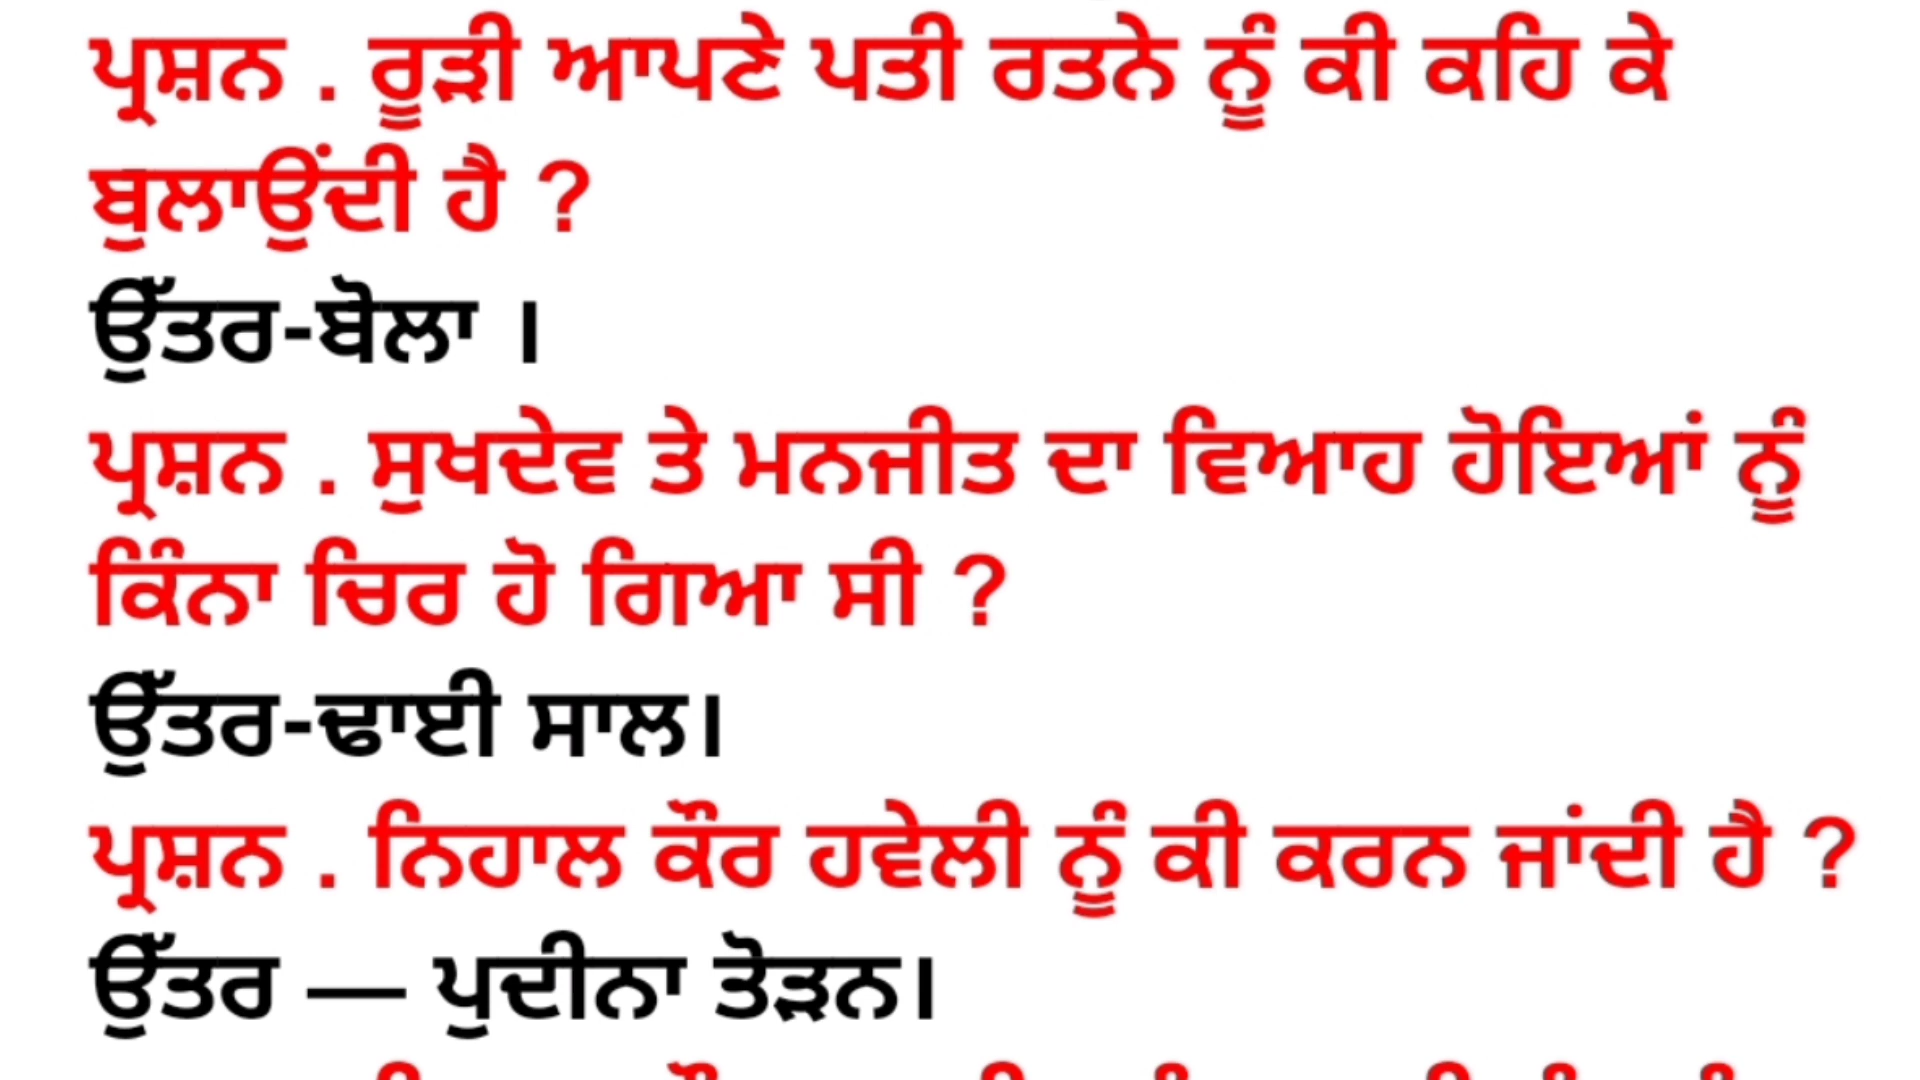 ਪ੍ਰਸ਼ਨ . ਰੂੜੀ ਆਪਣੇ ਪਤੀ ਰਤਨੇ ਨੂੰ ਕੀ ਕਹਿ ਕੇ
ਬੁਲਾਉਂਦੀ ਹੈ ?
ਉੱਤਰ-ਬੋਲਾ ।
ਪ੍ਰਸ਼ਨ . ਸੁਖਦੇਵ ਤੇ ਮਨਜੀਤ ਦਾ ਵਿਆਹ ਹੋਇਆਂ ਨੂੰ
ਕਿੰਨਾ ਚਿਰ ਹੋ ਗਿਆ ਸੀ ?
ਉੱਤਰ-ਢਾਈ ਸਾਲ।
ਪ੍ਰਸ਼ਨ . ਨਿਹਾਲ ਕੌਰ ਹਵੇਲੀ ਨੂੰ ਕੀ ਕਰਨ ਜਾਂਦੀ ਹੈ ?
ਉੱਤਰ — ਪੁਦੀਨਾ ਤੋੜਨ।